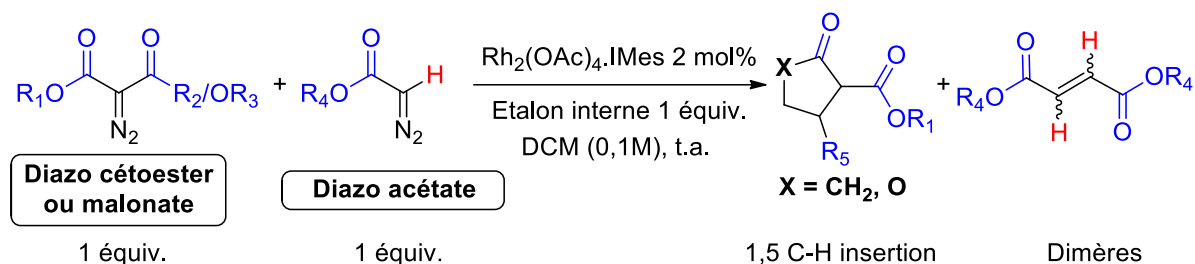 O O
R1O R2/OR3
N2
+
O
R4O H
N2
Rh2(OAc)4.IMes 2 mol%
Etalon interne 1 équiv.
DCM (0,1M), t.a.
O
X O
OR1
R5
X = CH2, O
+
O H
R4O OR4
H O
Diazo cétoester
ou malonate
Diazo acétate
1 équiv.
1 équiv.
1,5 C-H insertion
Dimères